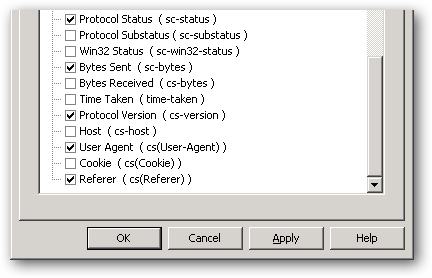 Protocol Status ( sc-status )
Protocol Substatus ( sc-substatus )
Win32 Status ( sc-win32-status )
Bytes Sent ( sc-bytes )
Bytes Received ( cs-bytes )
Time Taken ( time-taken )
Protocol Version ( cs-version )
Host ( cs-host )
User Agent ( cs(User-Agent) )
Cookie ( cs(Cookie) )
Referer ( cs(Referer) )
OK Cancel Apply Help